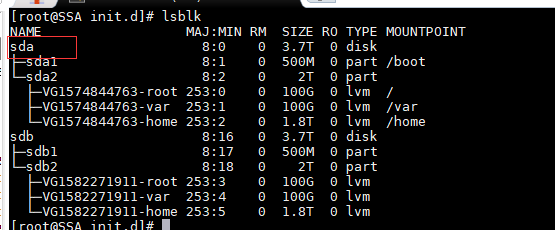 [root@SSA init.d]# lsblk
NAME                  MAJ:MIN RM  SIZE RO TYPE MOUNTPOINT
sda                     8:0    0  3.7T  0 disk
├─sda1                  8:1    0  500M  0 part /boot
└─sda2                  8:2    0    2T  0 part
  ├─VG1574844763-root 253:0    0  100G  0 lvm  /
  ├─VG1574844763-var  253:1    0  100G  0 lvm  /var
  └─VG1574844763-home 253:2    0  1.8T  0 lvm  /home
sdb                     8:16   0  3.7T  0 disk
├─sdb1                  8:17   0  500M  0 part
└─sdb2                  8:18   0    2T  0 part
  ├─VG1582271911-root 253:3    0  100G  0 lvm
  ├─VG1582271911-var  253:4    0  100G  0 lvm
  └─VG1582271911-home 253:5    0  1.8T  0 lvm
[root@SSA init.d]#